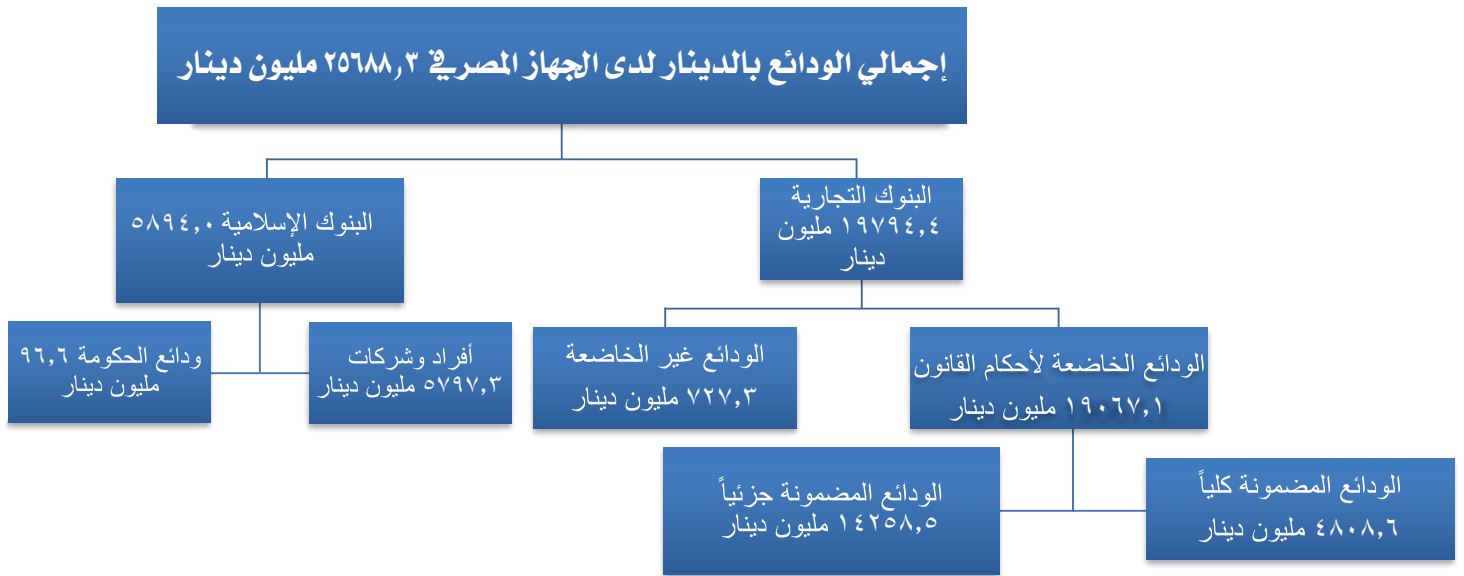 إجمالي الودائع بالدينار لدى الجهاز المصرفي ٢٥٦٨٨,٣ مليون دينار
البنوك التجارية
١٩٧٩٤,٤ مليون
دينار
البنوك الإسلامية ٥٨٩٤,٠
مليون دينار
الودائع الخاضعة لأحكام القانون
١٩٠٦٧,١ مليون دينار
الودائع غير الخاضعة
٧٢٧,٣ مليون دينار
أفراد وشركات
٥٧٩٧,٣ مليون دينار
ودائع الحكومة ٩٦,٦
مليون دينار
الودائع المضمونة كلياً
٤٨٠٨,٦ مليون دينار
الودائع المضمونة جزئياً
١٤٢٥٨,٥ مليون دينار